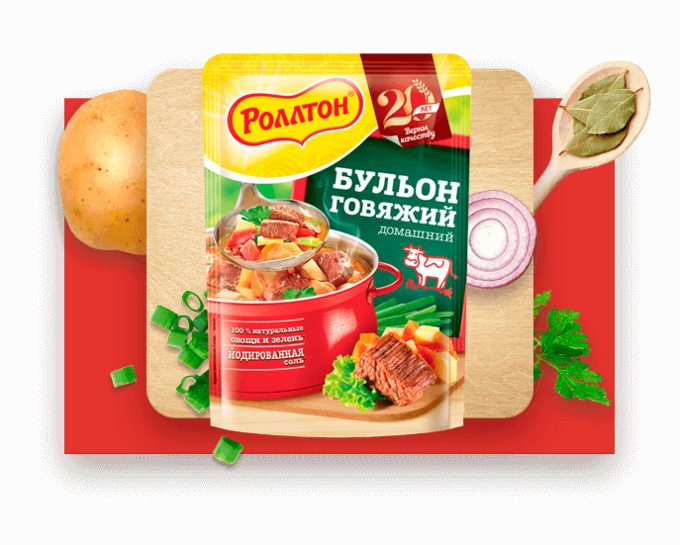 Роллтон
20 ЛЕТ
Верны
качеству
БУЛЬОН
ГОВЯЖИЙ
домашний
100 % натуральные
овощи и зелень
ЙОДИРОВАННАЯ
соль